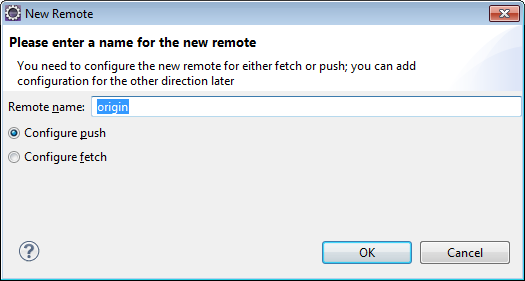 New Remote
Please enter a name for the new remote
You need to configure the new remote for either fetch or push; you can add
configuration for the other direction later
Remote name: origin
Configure push
Configure fetch
?
OK Cancel